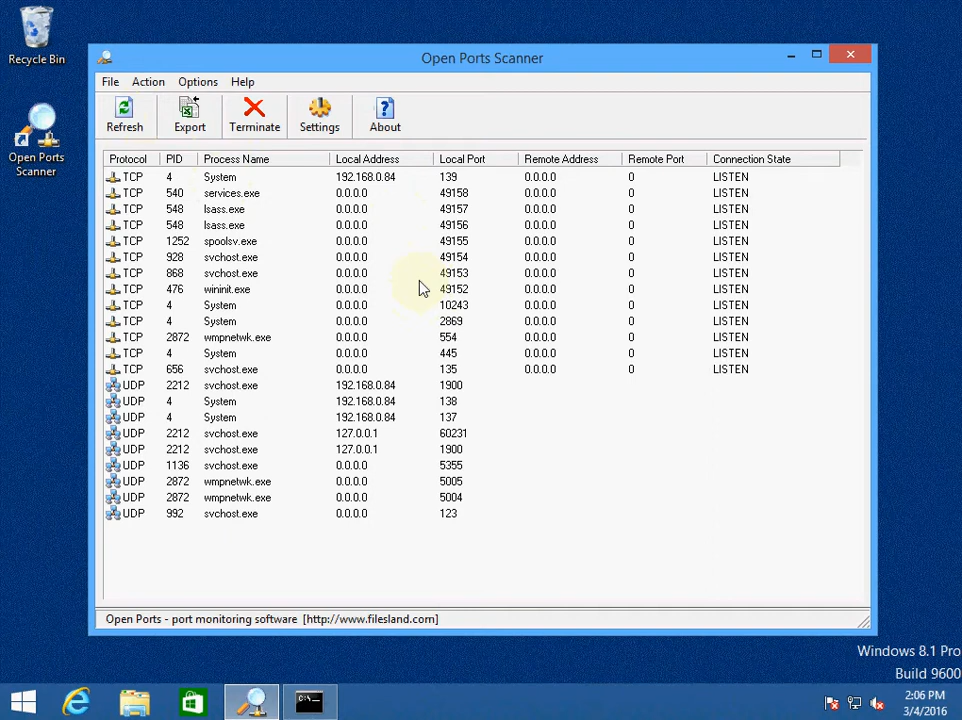 Recycle Bin
Open Ports
Scanner
Open Ports Scanner
File Action Options Help
Refresh Export Terminate Settings About
Protocol PID Process Name Local Address Local Port Remote Address Remote Port Connection State
TCP 4 System 192.168.0.84 139 0.0.0.0 0 LISTEN
TCP 540 services.exe 0.0.0.0 49158 0.0.0.0 0 LISTEN
TCP 548 lsass.exe 0.0.0.0 49157 0.0.0.0 0 LISTEN
TCP 548 lsass.exe 0.0.0.0 49156 0.0.0.0 0 LISTEN
TCP 1252 spoolsv.exe 0.0.0.0 49155 0.0.0.0 0 LISTEN
TCP 928 svchost.exe 0.0.0.0 49154 0.0.0.0 0 LISTEN
TCP 868 svchost.exe 0.0.0.0 49153 0.0.0.0 0 LISTEN
TCP 476 wininit.exe 0.0.0.0 49152 0.0.0.0 0 LISTEN
TCP 4 System 0.0.0.0 10243 0.0.0.0 0 LISTEN
TCP 4 System 0.0.0.0 2869 0.0.0.0 0 LISTEN
TCP 2872 wmpnetwk.exe 0.0.0.0 554 0.0.0.0 0 LISTEN
TCP 4 System 0.0.0.0 445 0.0.0.0 0 LISTEN
TCP 656 svchost.exe 0.0.0.0 135 0.0.0.0 0 LISTEN
UDP 2212 svchost.exe 192.168.0.84 1900
UDP 4 System 192.168.0.84 138
UDP 4 System 192.168.0.84 137
UDP 2212 svchost.exe 127.0.0.1 60231
UDP 2212 svchost.exe 127.0.0.1 1900
UDP 1136 svchost.exe 0.0.0.0 5355
UDP 2872 wmpnetwk.exe 0.0.0.0 5005
UDP 2872 wmpnetwk.exe 0.0.0.0 5004
UDP 992 svchost.exe 0.0.0.0 123
Open Ports - port monitoring software [http://www.filesland.com]
Windows 8.1 Pro
Build 9600
C:\_
2:06 PM
3/4/2016